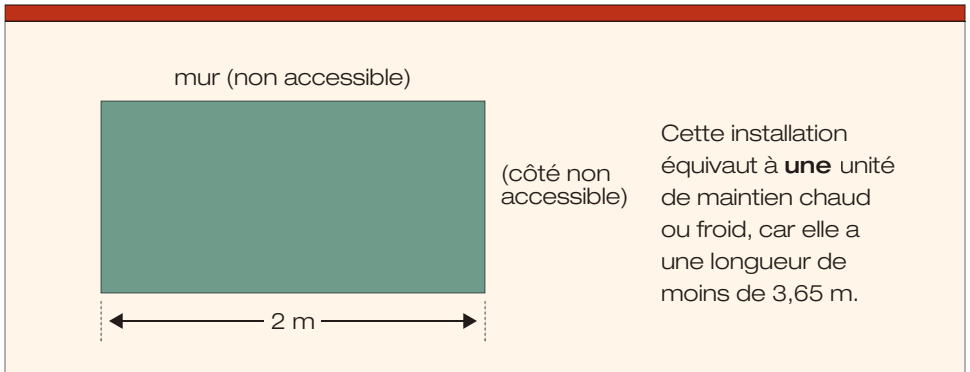 mur (non accessible)
(côté non
accessible)
2 m
Cette installation
équivaut à une unité
de maintien chaud
ou froid, car elle a
une longueur de
moins de 3,65 m.